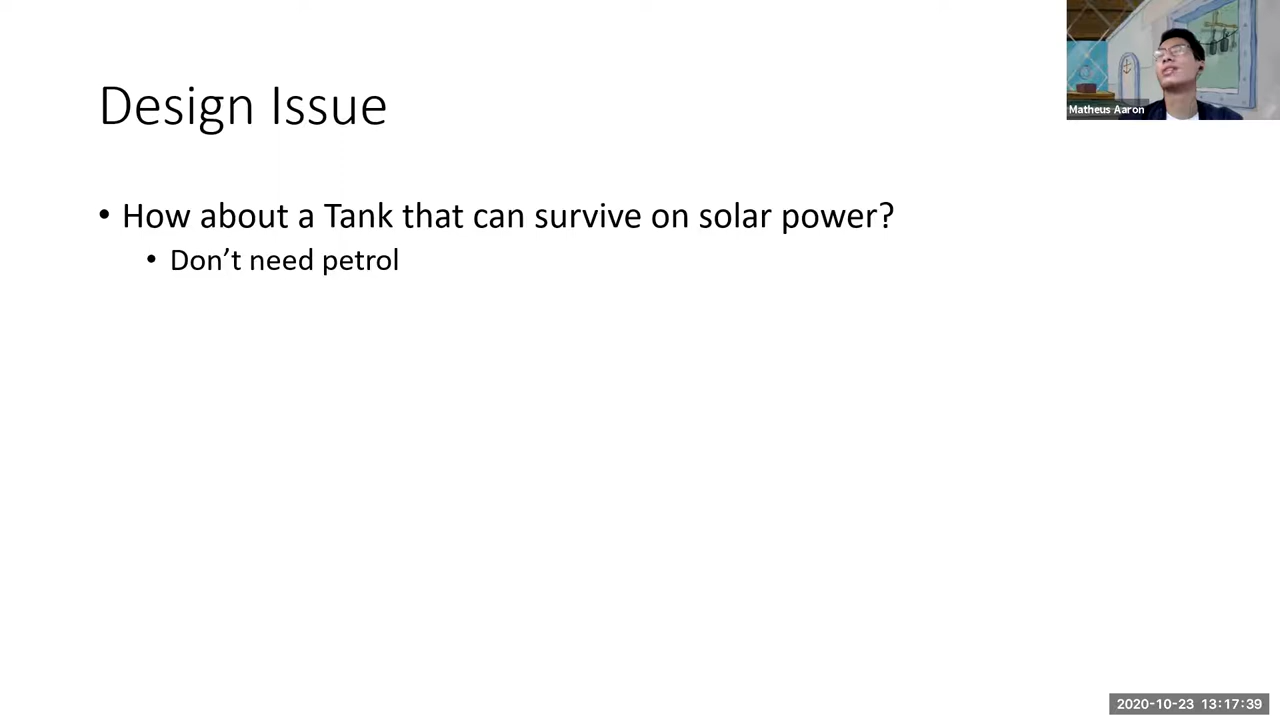 Design Issue
Matheus Aaron
• How about a Tank that can survive on solar power?
• Don’t need petrol
2020-10-23 13:17:39